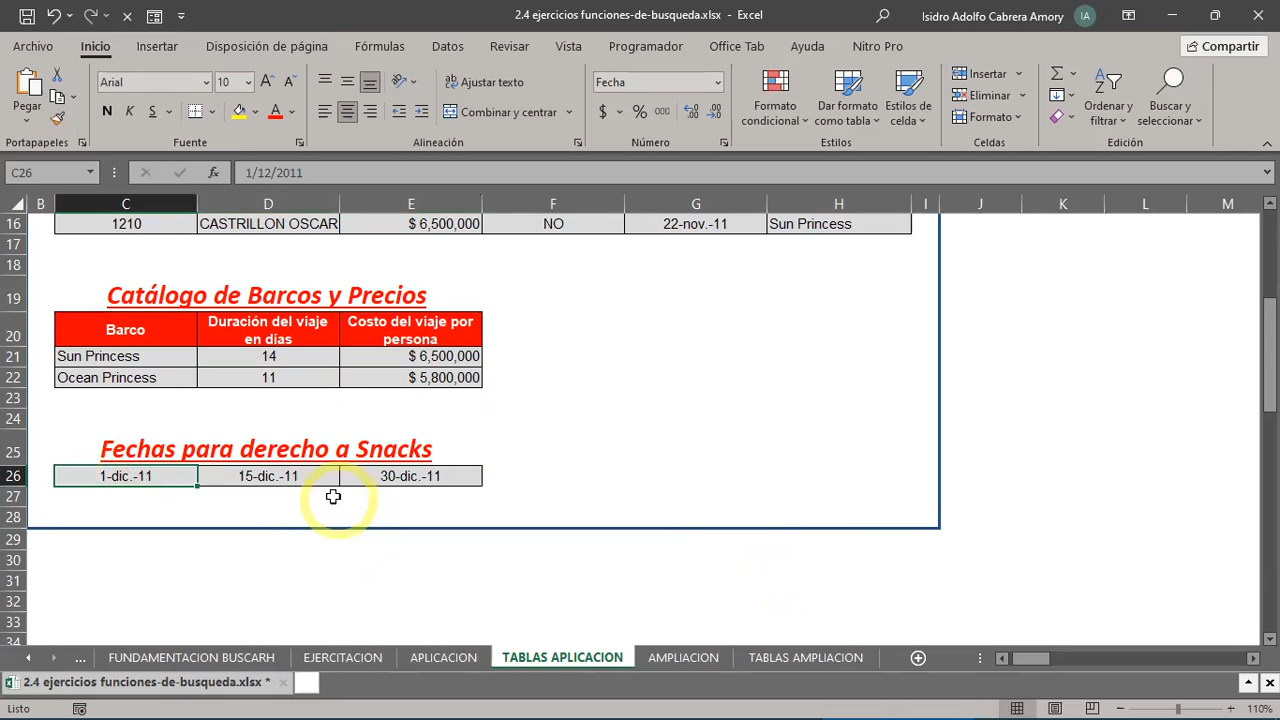 2.4 ejercicios funciones-de-busqueda.xlsx - Excel
Isidro Adolfo Cabrera Amory
IA
Archivo Inicio Insertar Disposición de página Fórmulas Datos Revisar Vista Programador Office Tab Ayuda Nitro Pro
Compartir
Pegar
Arial 10
N K S
Ajustar texto
Combinar y centrar
Fecha
$ % 000
Formato condicional
Dar formato como tabla
Estilos de celda
Insertar
Eliminar
Formato
Ordenar y filtrar
Buscar y seleccionar
Portapapeles Fuente Alineación Número Estilos Celdas Edición
C26 fx 1/12/2011
B C D E F G H I J K L M
16 1210 CASTRILLON OSCAR $ 6,500,000 NO 22-nov.-11 Sun Princess
17
18
19 Catálogo de Barcos y Precios
20 Barco Duración del viaje en días Costo del viaje por persona
21 Sun Princess 14 $ 6,500,000
22 Ocean Princess 11 $ 5,800,000
23
24
25 Fechas para derecho a Snacks
26 1-dic.-11 15-dic.-11 30-dic.-11
27
28
29
30
31
32
33
34
... FUNDAMENTACION BUSCARH EJERCITACION APLICACION TABLAS APLICACION AMPLIACION TABLAS AMPLIACION
2.4 ejercicios funciones-de-busqueda.xlsx *
Listo
110%